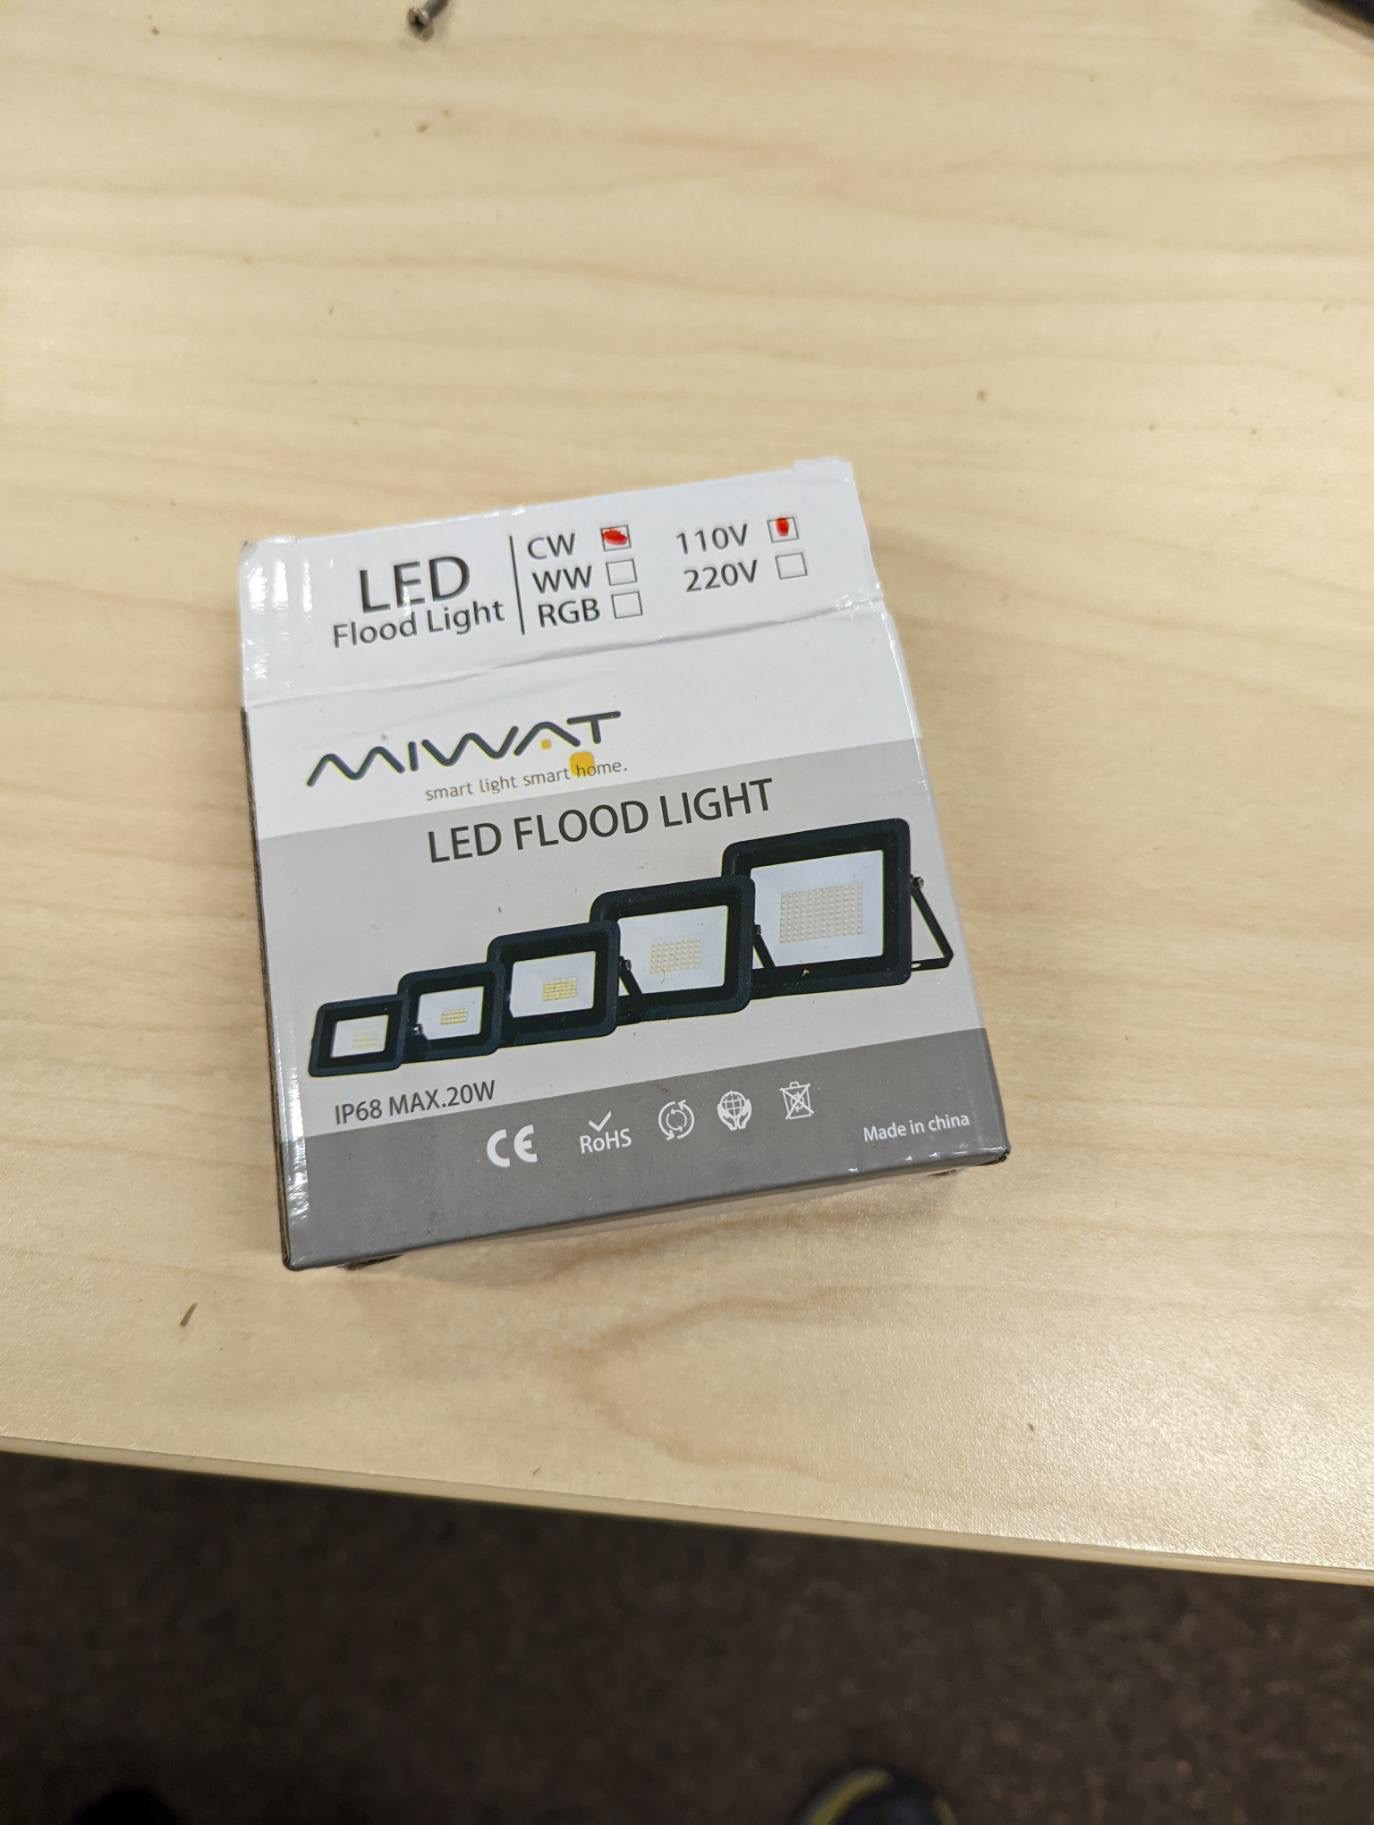 LED
Flood Light
CW
WW
RGB
110V
220V
MIWAT
smart light smart home.
LED FLOOD LIGHT
IP68 MAX.20W
CE
RoHS
Made in china